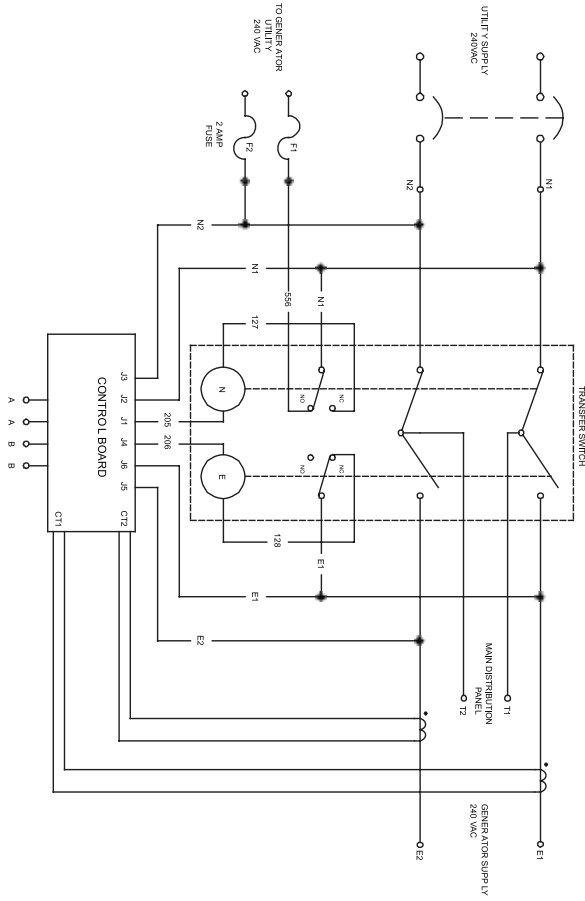 UTILITY SUPPLY
240VAC
TO GENERATOR
UTILITY
240 VAC
F1
F2
2 AMP
FUSE
N1
N2
N2
N1
N1
556
127
TRANSFER SWITCH
N
NO
NC
E
NO
NC
CONTROL BOARD
J3
J2
J1
J4
J6
J5
205
206
A
A
B
B
CT1
CT2
128
E1
E1
E2
MAIN DISTRIBUTION
PANEL
T1
T2
GENERATOR SUPPLY
240 VAC
E1
E2